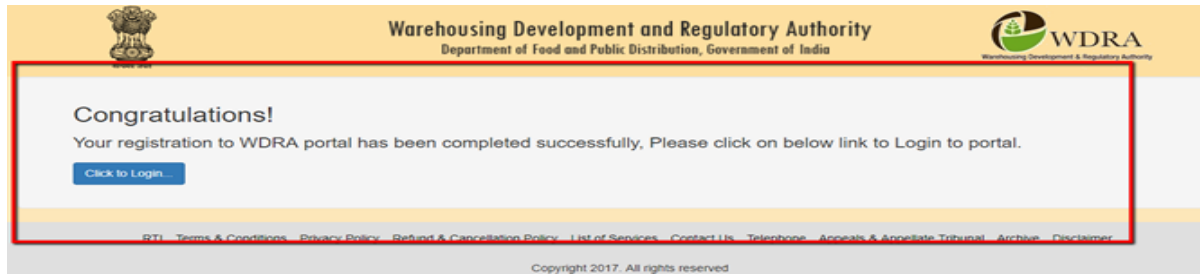 Warehousing Development and Regulatory Authority
Department of Food and Public Distribution, Government of India
WDRA
Warehousing Development & Regulatory Authority
Congratulations!
Your registration to WDRA portal has been completed successfully, Please click on below link to Login to portal.
Click to Login...
RTI Terms & Conditions Privacy Policy Refund & Cancellation Policy List of Services Contact Us Telephone Appeals & Appellate Tribunal Archive Disclaimer
Copyright 2017. All rights reserved